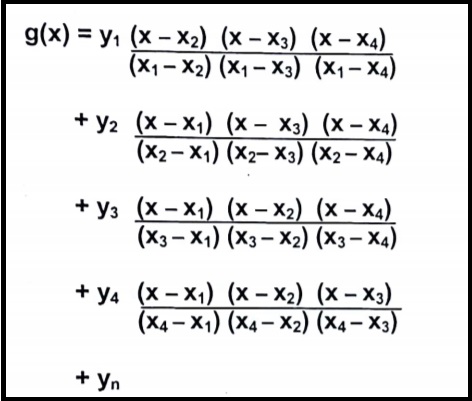 g(x) = y₁ (x – x₂) (x – x₃) (x – x₄)
(x₁ – x₂) (x₁ – x₃) (x₁ – x₄)
+ y₂ (x – x₁) (x – x₃) (x – x₄)
(x₂ – x₁) (x₂– x₃) (x₂ – x₄)
+ y₃ (x – x₁) (x – x₂) (x – x₄)
(x₃ – x₁) (x₃ – x₂) (x₃ – x₄)
+ y₄ (x – x₁) (x – x₂) (x – x₃)
(x₄ – x₁) (x₄ – x₂) (x₄ – x₃)
+ yₙ